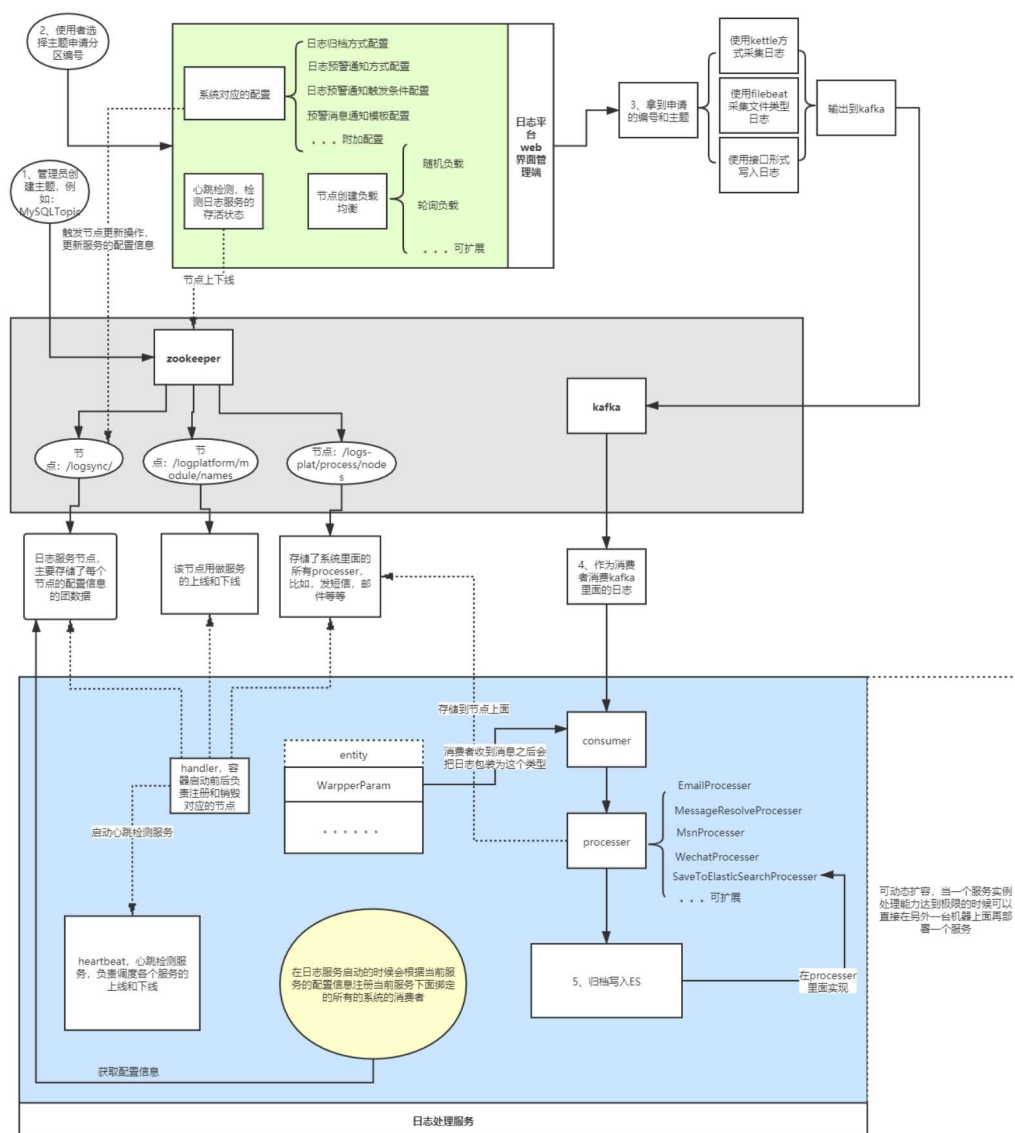 2、使用者选
择主题申请分
区编号
系统对应的配置
日志归档方式配置
日志预警通知方式配置
日志预警通知触发条件配置
预警消息通知模板配置
。。。附加配置
日志平
台
web
界面管
理端
3、拿到申请
的编号和主题
使用kettle方
式采集日志
使用filebeat
采集文件类型
日志
使用接口形式
写入日志
输出到kafka
1、管理员创
建主题，例
如：
MySQLTopic
心跳检测，检
测日志服务的
存活状态
节点创建负载
均衡
随机负载
轮询负载
。。。可扩展
触发节点更新操作，
更新服务的配置信息
节点上下线
zookeeper
kafka
节
点：/logsync/
节
点：/logplatform/m
odule/names
节点：/logs-
plat/process/node
s
日志服务节点，
主要存储了每个
节点的配置信息
的团数据
该节点用做服务
的上线和下线
存储了系统里面的
所有processer，
比如，发短信，邮
件等等
4、作为消费
者消费kafka
里面的日志
存储到节点上面
consumer
消费者收到消息之后会
把日志包装为这个类型
entity
WarpperParam
. . . . . .
handler，容
器启动前后负
责注册和销毁
对应的节点
启动心跳检测服务
processer
EmailProcesser
MessageResolveProcesser
MsnProcesser
WechatProcesser
SaveToElasticSearchProcesser
。。。可扩展
可动态扩容，当一个服务实例
处理能力达到极限的时候可以
直接在另外一台机器上面再部
署一个服务
heartbeat，心跳检测服
务，负责调度各个服务的
上线和下线
在日志服务启动的时候会根据当前服
务的配置信息注册当前服务下面绑定
的所有的系统的消费者
5、归档写入ES
在processer
里面实现
获取配置信息
日志处理服务